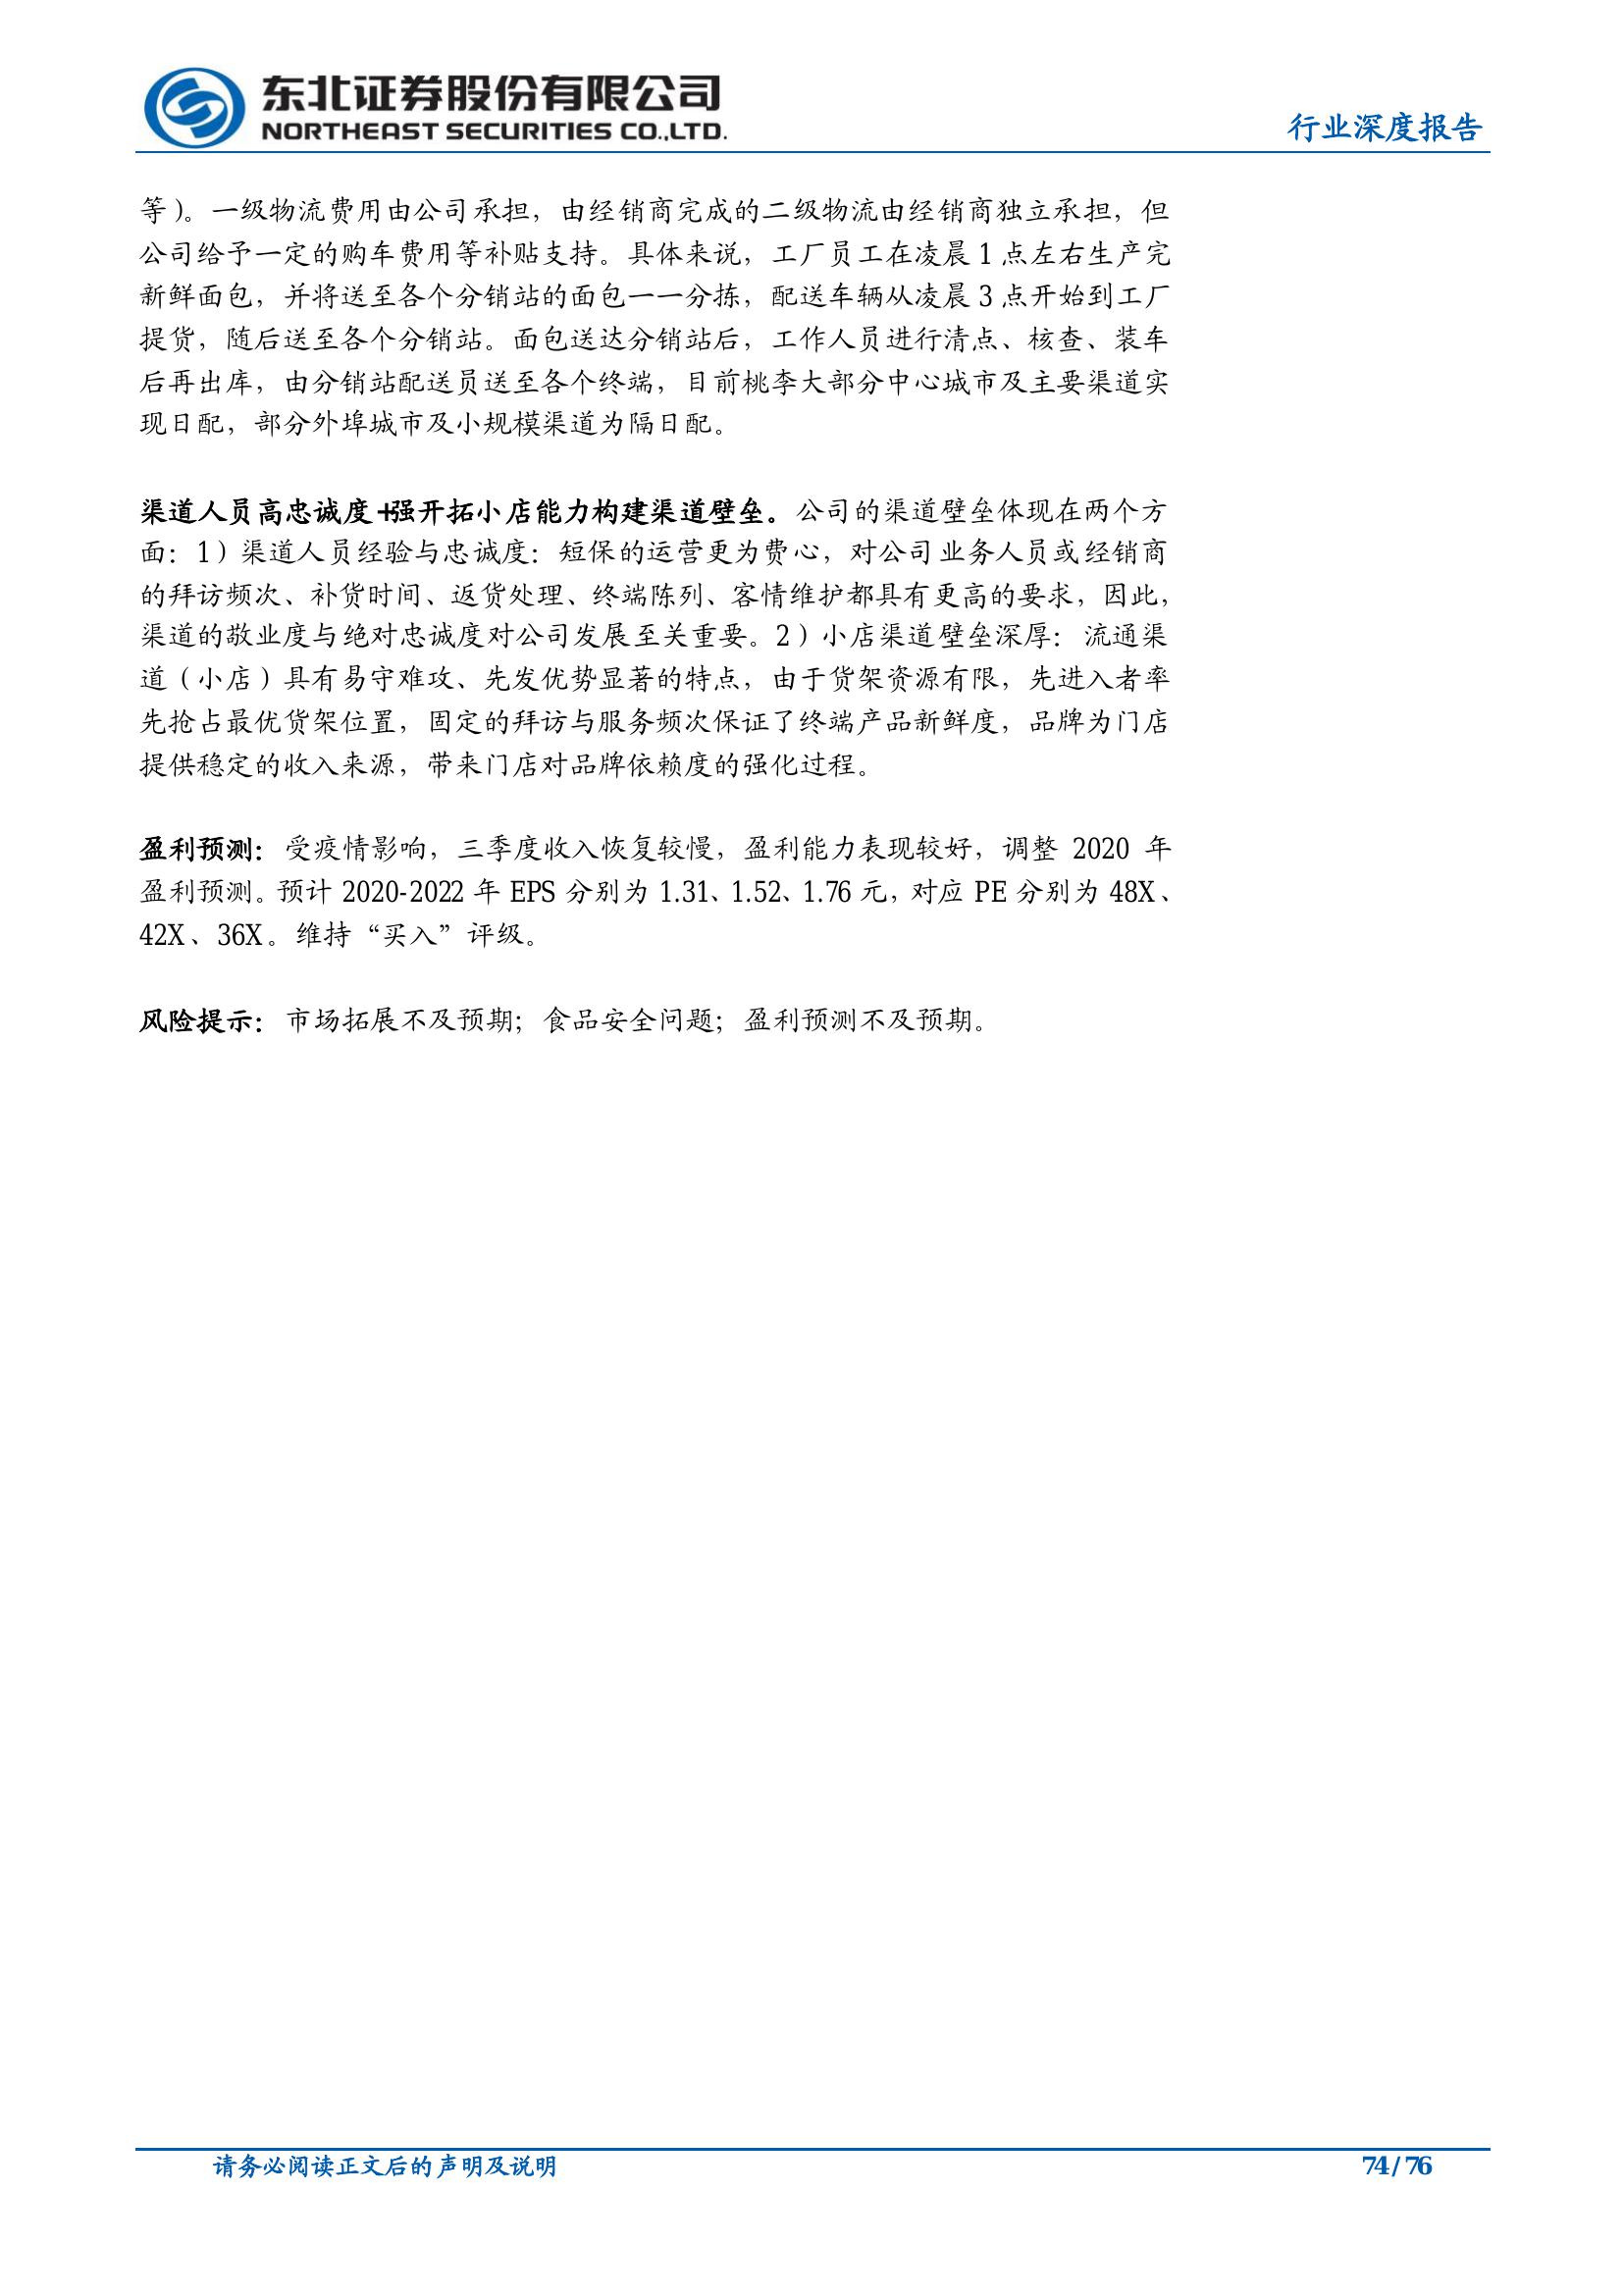 东北证券股份有限公司
NORTHEAST SECURITIES CO.,LTD.
行业深度报告
等)。一级物流费用由公司承担，由经销商完成的二级物流由经销商独立承担，但
公司给予一定的购车费用等补贴支持。具体来说，工厂员工在凌晨 1 点左右生产完
新鲜面包，并将送至各个分销站的面包一一分拣，配送车辆从凌晨 3 点开始到工厂
提货，随后送至各个分销站。面包送达分销站后，工作人员进行清点、核查、装车
后再出库，由分销站配送员送至各个终端，目前桃李大部分中心城市及主要渠道实
现日配，部分外埠城市及小规模渠道为隔日配。
渠道人员高忠诚度+强开拓小店能力构建渠道壁垒。公司的渠道壁垒体现在两个方
面：1）渠道人员经验与忠诚度：短保的运营更为费心，对公司业务人员或经销商
的拜访频次、补货时间、返货处理、终端陈列、客情维护都具有更高的要求，因此，
渠道的敬业度与绝对忠诚度对公司发展至关重要。2）小店渠道壁垒深厚：流通渠
道（小店）具有易守难攻、先发优势显著的特点，由于货架资源有限，先进入者率
先抢占最优货架位置，固定的拜访与服务频次保证了终端产品新鲜度，品牌为门店
提供稳定的收入来源，带来门店对品牌依赖度的强化过程。
盈利预测：受疫情影响，三季度收入恢复较慢，盈利能力表现较好，调整 2020 年
盈利预测。预计 2020-2022 年 EPS 分别为 1.31、1.52、1.76 元，对应 PE 分别为 48X、
42X、36X。维持“买入”评级。
风险提示：市场拓展不及预期；食品安全问题；盈利预测不及预期。
请务必阅读正文后的声明及说明
74 / 76